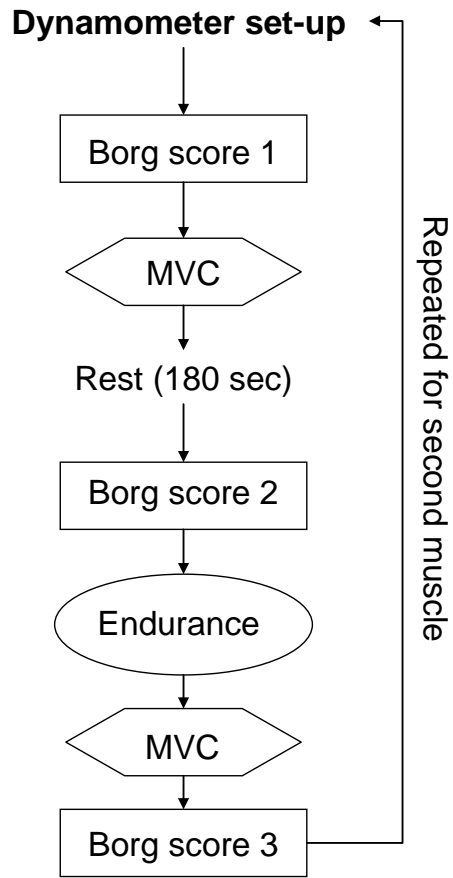 Dynamometer set-up
Borg score 1
MVC
Rest (180 sec)
Borg score 2
Endurance
MVC
Borg score 3
Repeated for second muscle